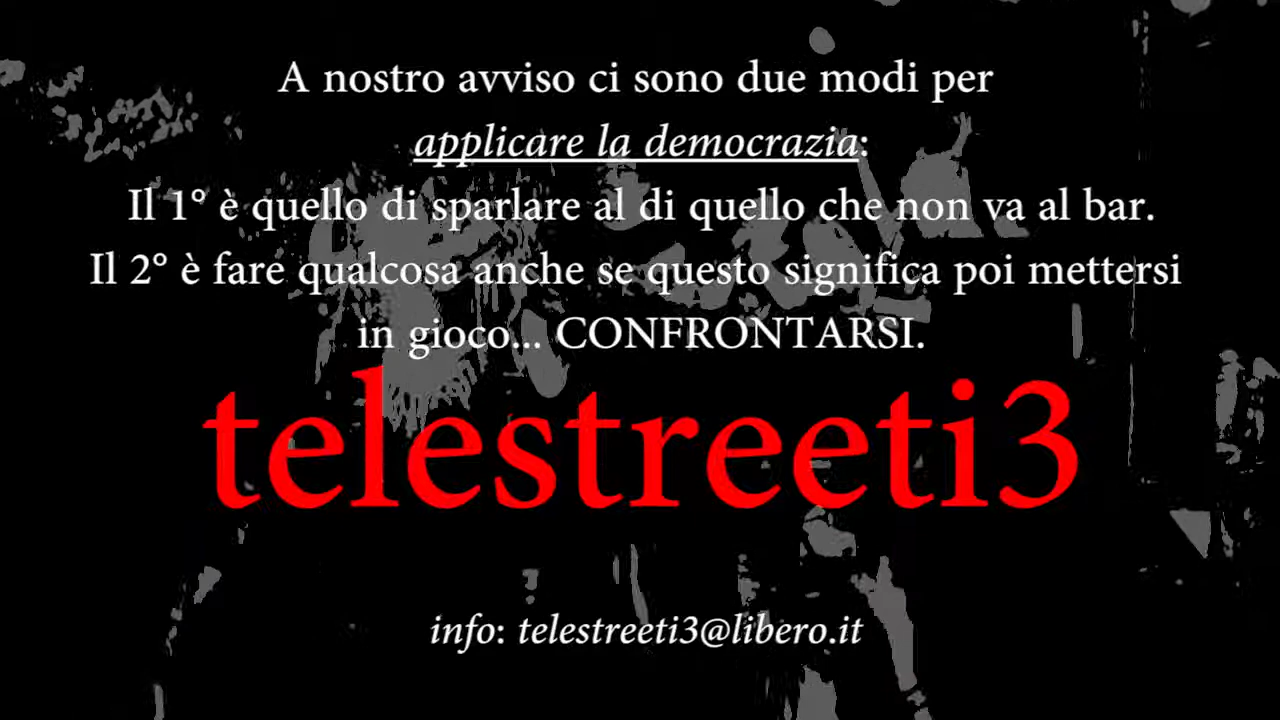 A nostro avviso ci sono due modi per
applicare la democrazia:
Il 1° è quello di sparlare al di quello che non va al bar.
Il 2° è fare qualcosa anche se questo significa poi mettersi
in gioco... CONFRONTARSI.
telestreeti3
info: telestreeti3@libero.it